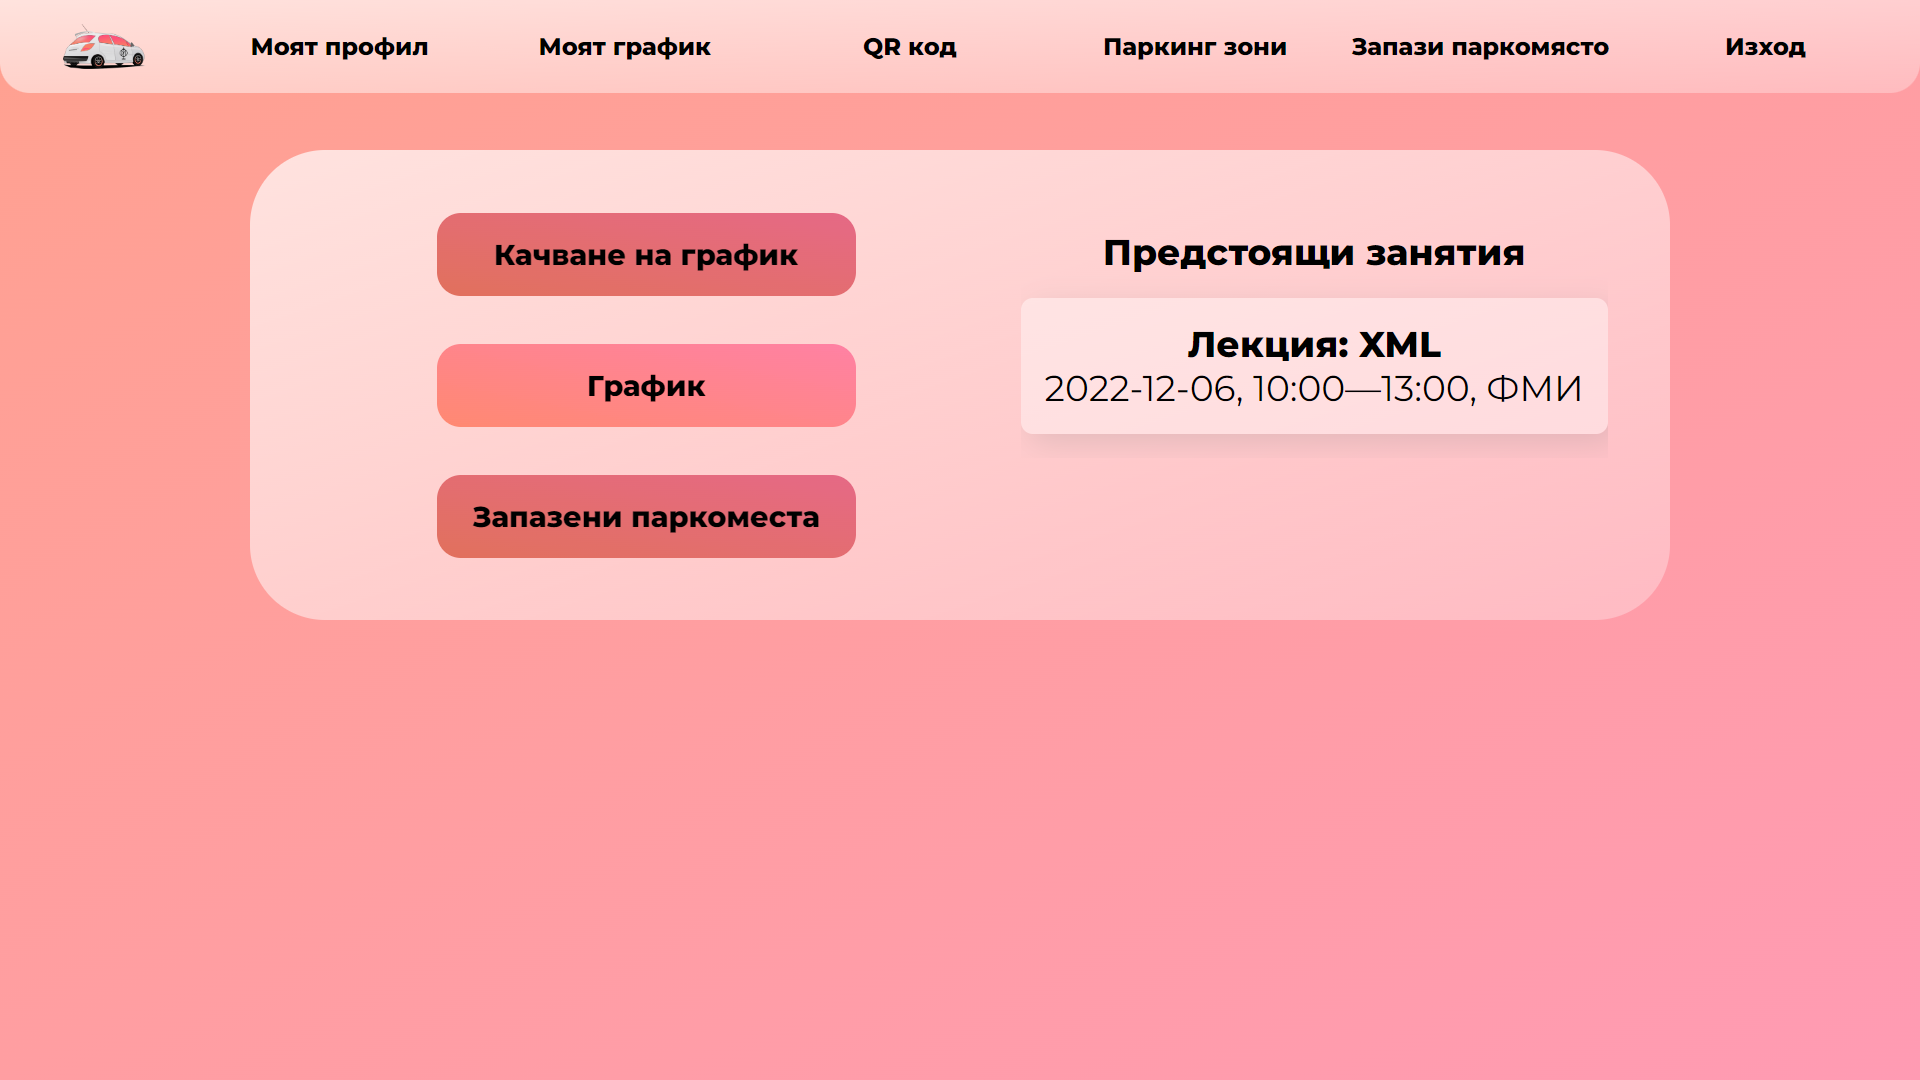 Моят профил
Моят график
QR код
Паркинг зони
Запази паркомясто
Изход
Качване на график
График
Запазени паркоместа
Предстоящи занятия
Лекция: XML
2022-12-06, 10:00—13:00, ФМИ